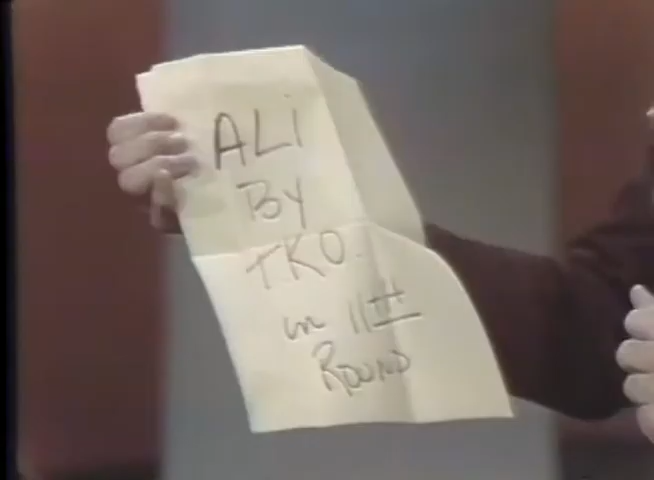 ALi
By
TKO.
in 11TH
ROUND